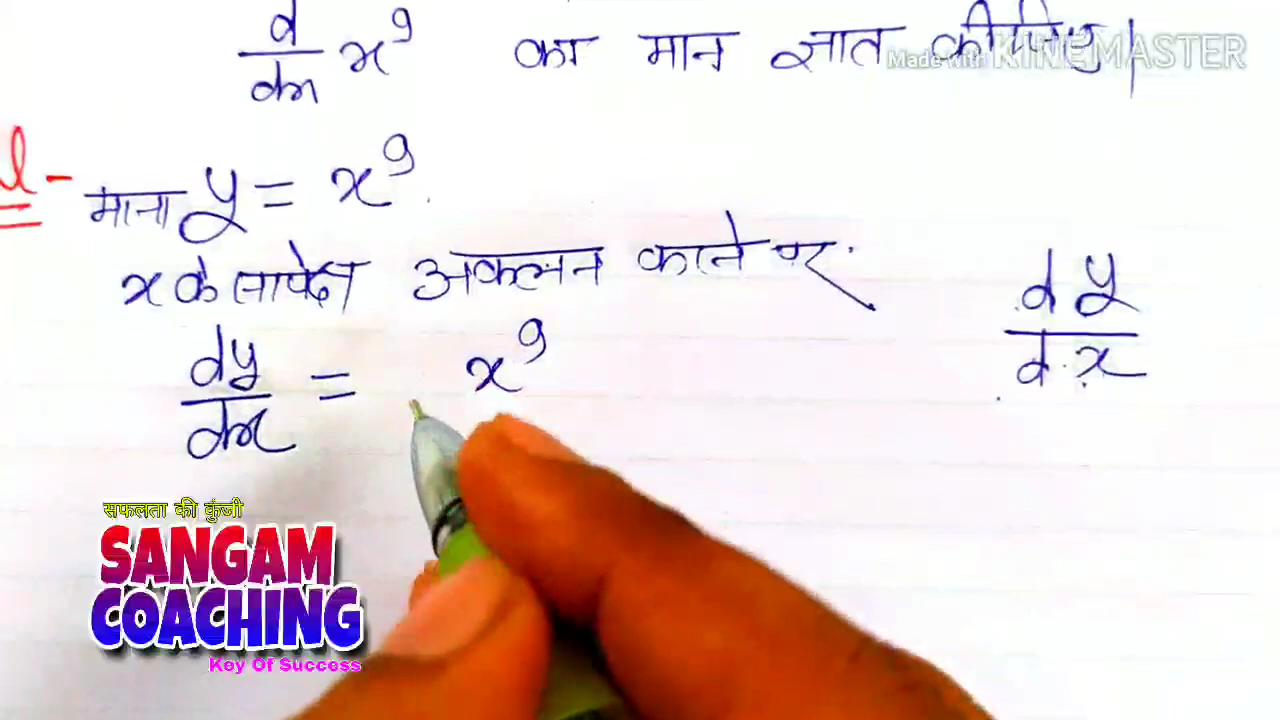 d/dx x⁹ का मान ज्ञात कीजिए|
Made with KINEMASTER
माना y = x⁹
x के सापेक्ष अकलन करने पर
dy/dx = x⁹
dy/dx
सफलता की कुंजी
SANGAM
COACHING
Key Of Success